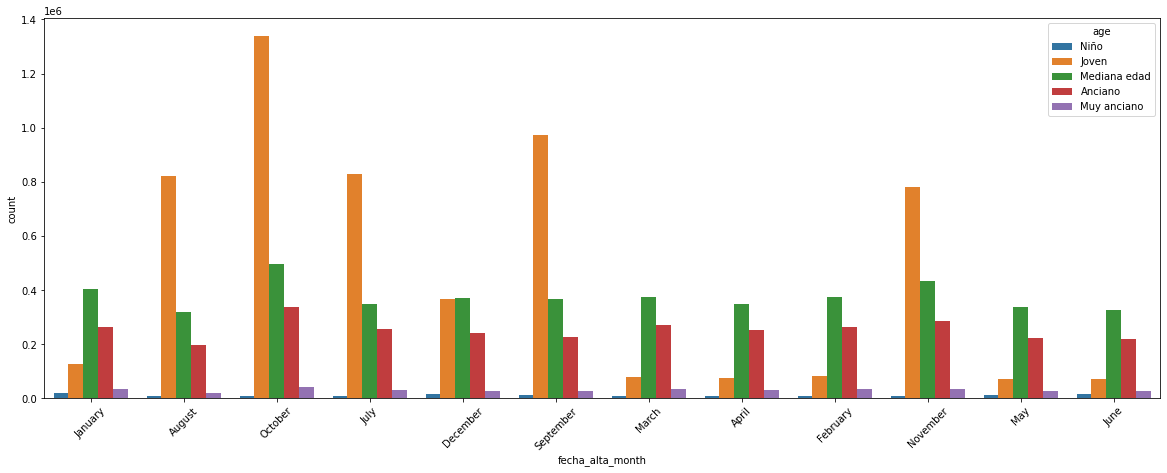 1e6
1.4
1.2
1.0
0.8
0.6
0.4
0.2
0.0
count
age
Niño
Joven
Mediana edad
Anciano
Muy anciano
January
August
October
July
December
September
March
April
February
November
May
June
fecha_alta_month